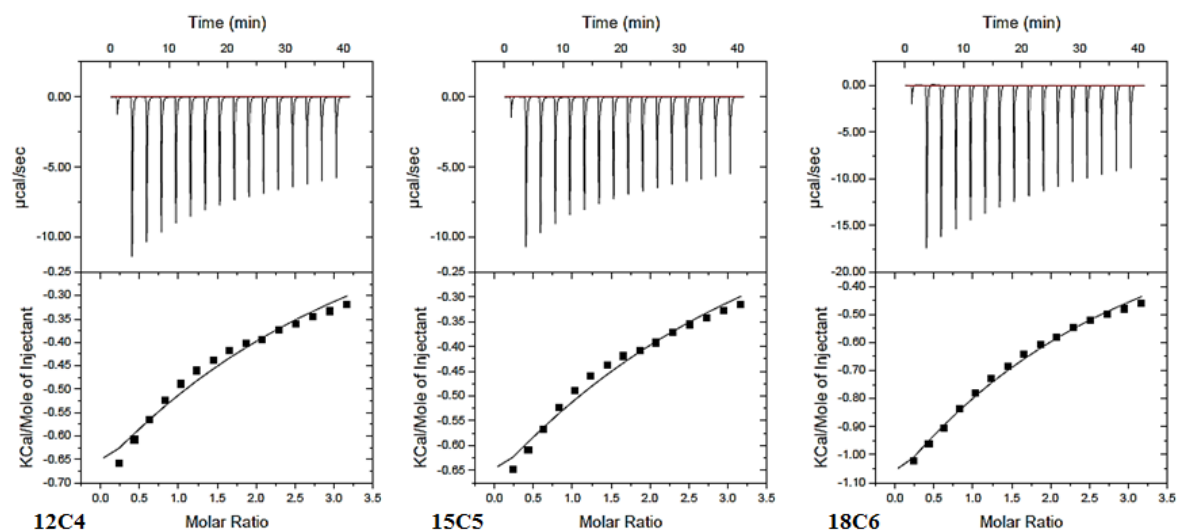 Time (min)
0 10 20 30 40
0.00
-5.00
-10.00
µcal/sec
-0.25
-0.30
-0.35
-0.40
-0.45
-0.50
-0.55
-0.60
-0.65
-0.70
KCal/Mole of Injectant
0.0 0.5 1.0 1.5 2.0 2.5 3.0 3.5
Molar Ratio
12C4
Time (min)
0 10 20 30 40
0.00
-5.00
-10.00
µcal/sec
-0.25
-0.30
-0.35
-0.40
-0.45
-0.50
-0.55
-0.60
-0.65
KCal/Mole of Injectant
0.0 0.5 1.0 1.5 2.0 2.5 3.0 3.5
Molar Ratio
15C5
Time (min)
0 10 20 30 40
0.00
-5.00
-10.00
-15.00
-20.00
µcal/sec
-0.40
-0.50
-0.60
-0.70
-0.80
-0.90
-1.00
-1.10
KCal/Mole of Injectant
0.0 0.5 1.0 1.5 2.0 2.5 3.0 3.5
Molar Ratio
18C6